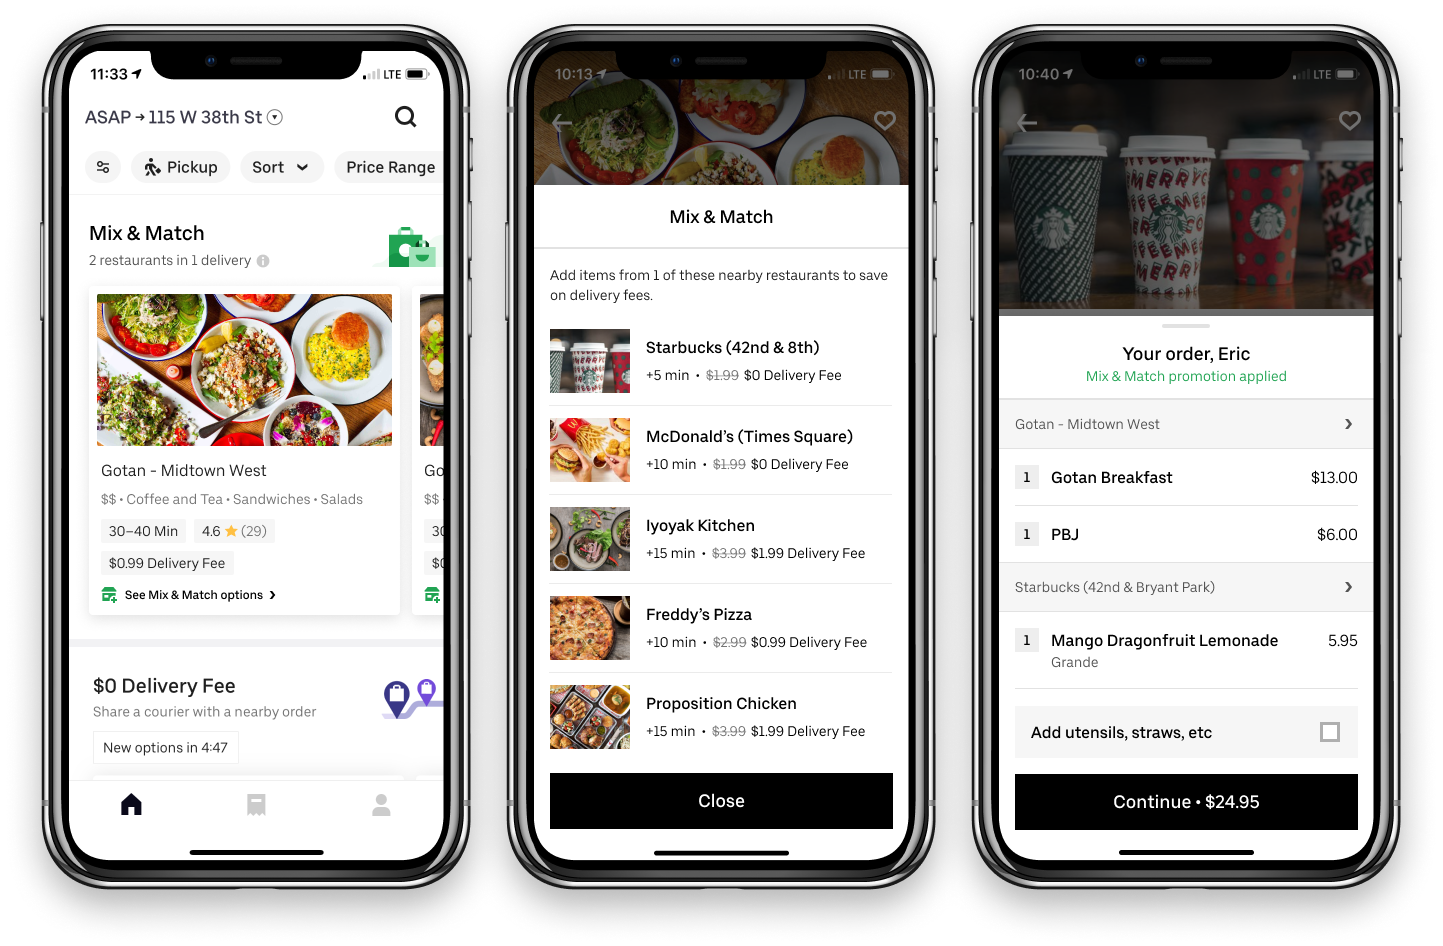 11:33
LTE
ASAP → 115 W 38th St
Pickup
Sort
Price Range
Mix & Match
2 restaurants in 1 delivery
Gotan - Midtown West
$$ • Coffee and Tea • Sandwiches • Salads
30–40 Min
4.6 ★ (29)
$0.99 Delivery Fee
See Mix & Match options
Go
$$
30
$0
$0 Delivery Fee
Share a courier with a nearby order
New options in 4:47
10:13
LTE
Mix & Match
Add items from 1 of these nearby restaurants to save
on delivery fees.
Starbucks (42nd & 8th)
+5 min • $1.99 $0 Delivery Fee
McDonald’s (Times Square)
+10 min • $1.99 $0 Delivery Fee
Iyoyak Kitchen
+15 min • $3.99 $1.99 Delivery Fee
Freddy’s Pizza
+10 min • $2.99 $0.99 Delivery Fee
Proposition Chicken
+15 min • $3.99 $1.99 Delivery Fee
Close
10:40
LTE
MERRY
Your order, Eric
Mix & Match promotion applied
Gotan - Midtown West
1 Gotan Breakfast $13.00
1 PBJ $6.00
Starbucks (42nd & Bryant Park)
1 Mango Dragonfruit Lemonade 5.95
Grande
Add utensils, straws, etc
Continue • $24.95